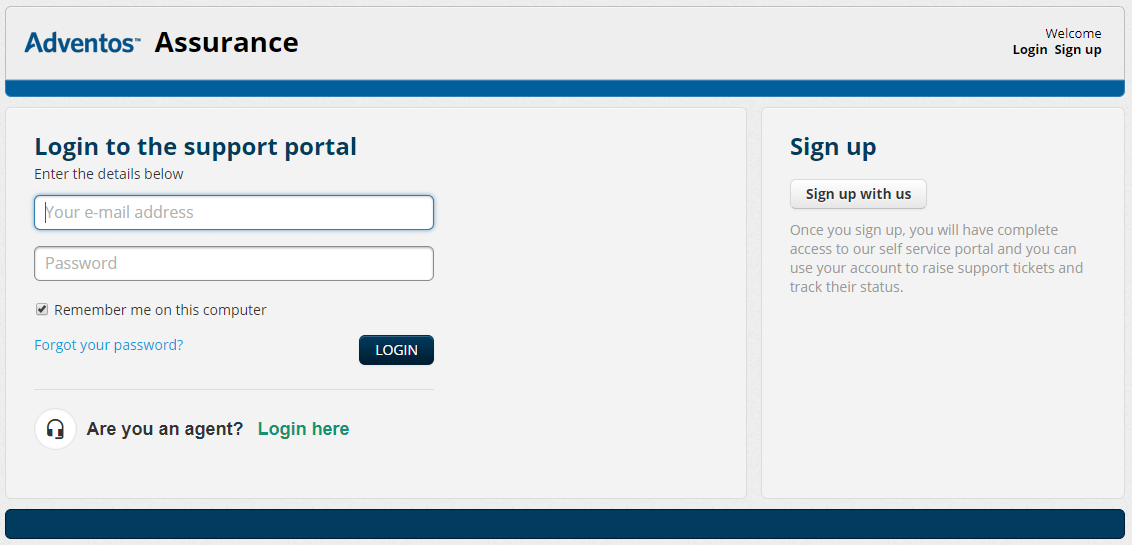 Adventos™ Assurance
Welcome
Login Sign up
Login to the support portal
Enter the details below
Your e-mail address
Password
Remember me on this computer
Forgot your password?
LOGIN
Are you an agent? Login here
Sign up
Sign up with us
Once you sign up, you will have complete
access to our self service portal and you can
use your account to raise support tickets and
track their status.